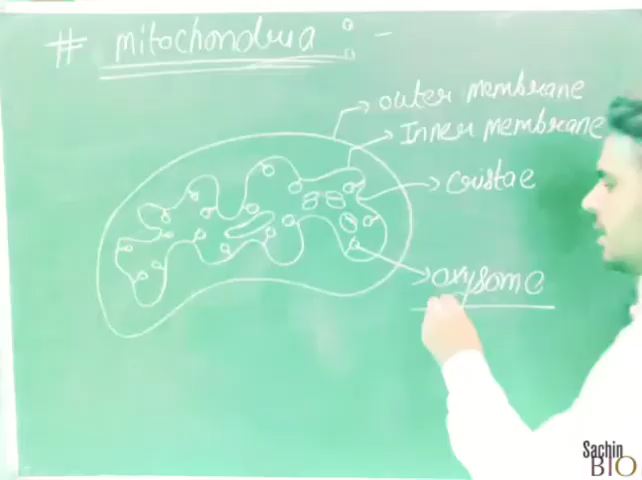 # mitochondria :-
outer membrane
Inner membrane
cristae
oxysome
Sachin
BIO